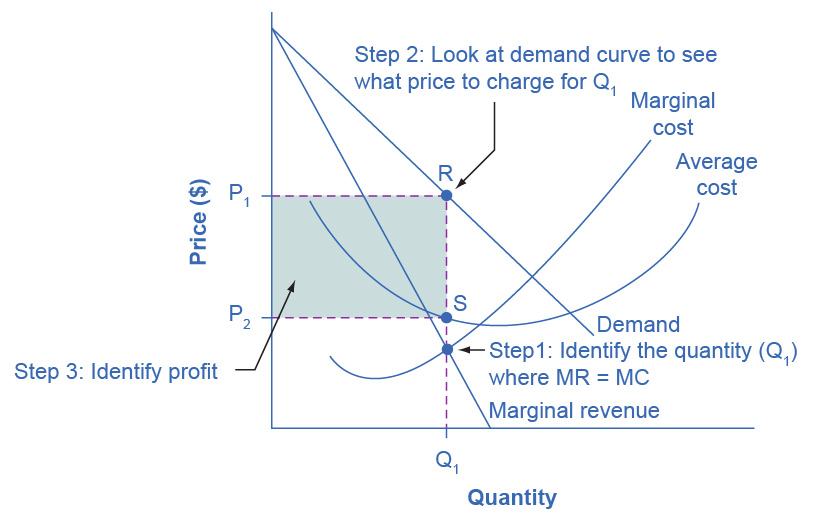 Step 2: Look at demand curve to see
what price to charge for Q1
Marginal
cost
Average
cost
R
P1
Price ($)
S
P2
Demand
Step1: Identify the quantity (Q1)
where MR = MC
Step 3: Identify profit
Marginal revenue
Q1
Quantity